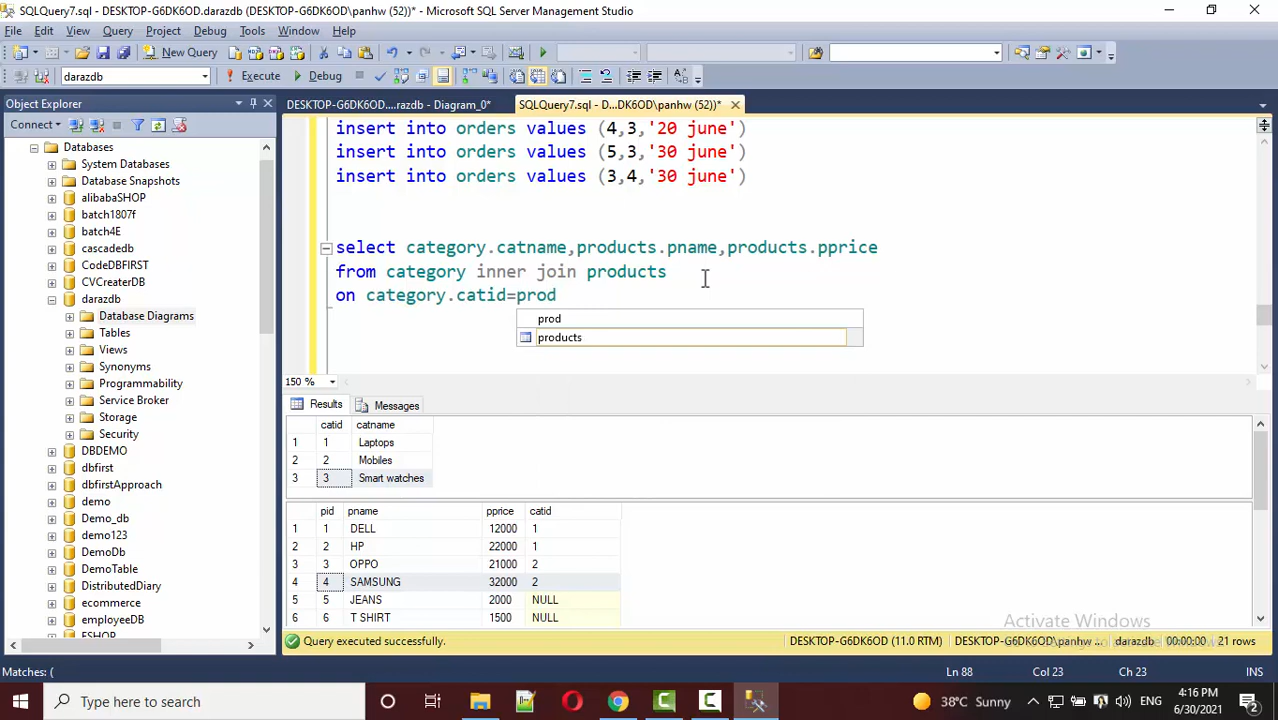 SQLQuery7.sql - DESKTOP-G6DK6OD.darazdb (DESKTOP-G6DK6OD\panhw (52))* - Microsoft SQL Server Management Studio
File Edit View Query Project Debug Tools Window Help
New Query
darazdb Execute Debug
Object Explorer
DESKTOP-G6DK6OD....razdb - Diagram_0*
SQLQuery7.sql - D...DK6OD\panhw (52))*
Connect
Databases
System Databases
Database Snapshots
alibabaSHOP
batch1807f
batch4E
cascadedb
CodeDBFIRST
CVCreaterDB
darazdb
Database Diagrams
Tables
Views
Synonyms
Programmability
Service Broker
Storage
Security
DBDEMO
dbfirst
dbfirstApproach
demo
Demo_db
demo123
DemoDb
DemoTable
DistributedDiary
ecommerce
employeeDB
ESHOP
insert into orders values (4,3,'20 june')
insert into orders values (5,3,'30 june')
insert into orders values (3,4,'30 june')
select category.catname,products.pname,products.pprice
from category inner join products
on category.catid=prod
prod
products
150 %
Results Messages
catid catname
1 1 Laptops
2 2 Mobiles
3 3 Smart watches
pid pname pprice catid
1 1 DELL 12000 1
2 2 HP 22000 1
3 3 OPPO 21000 2
4 4 SAMSUNG 32000 2
5 5 JEANS 2000 NULL
6 6 T SHIRT 1500 NULL
Activate Windows
Query executed successfully.
DESKTOP-G6DK6OD (11.0 RTM) DESKTOP-G6DK6OD\panhw ... darazdb 00:00:00 21 rows
Matches: (
Ln 88 Col 23 Ch 23 INS
Type here to search
38°C Sunny
ENG
4:16 PM
6/30/2021
2